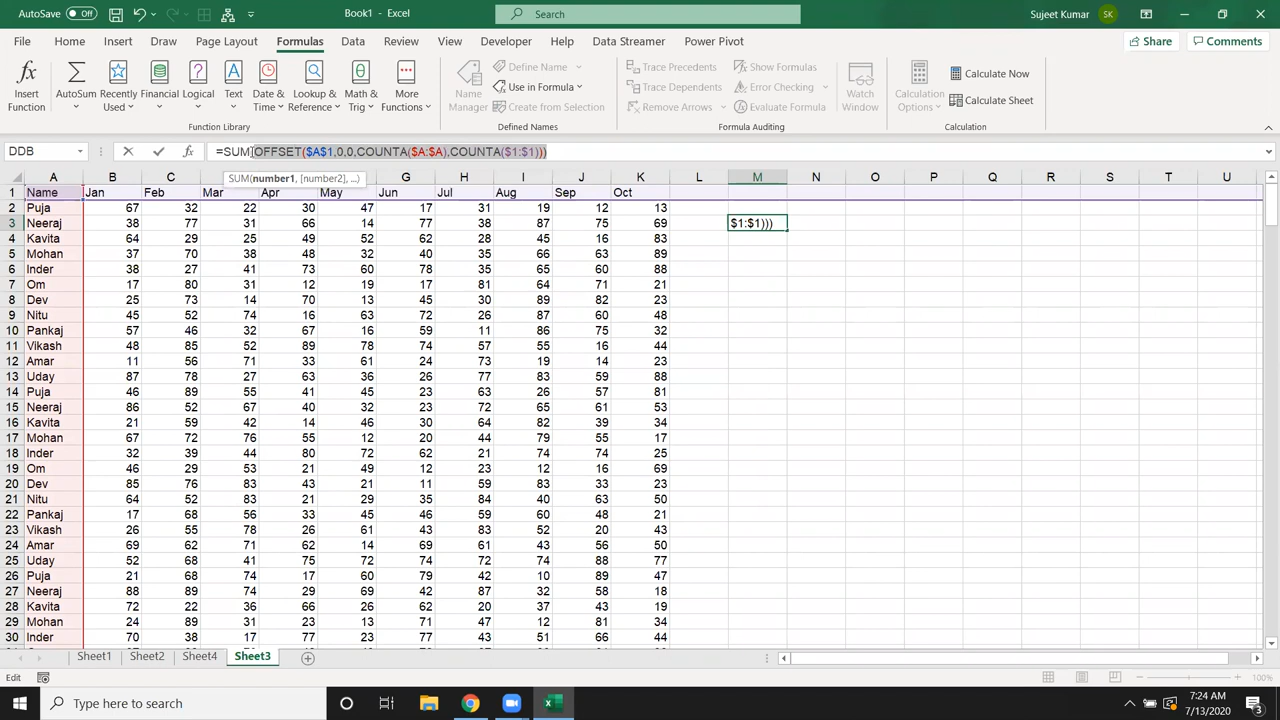 AutoSave Off Book1 - Excel Search Sujeet Kumar SK
File Home Insert Draw Page Layout Formulas Data Review View Developer Help Data Streamer Power Pivot Share Comments
Insert Function AutoSum Recently Used Financial Logical Text Date & Time Lookup & Reference Math & Trig More Functions Name Manager Define Name Use in Formula Create from Selection Trace Precedents Trace Dependents Remove Arrows Show Formulas Error Checking Evaluate Formula Watch Window Calculation Options Calculate Now Calculate Sheet
Function Library Defined Names Formula Auditing Calculation
DDB fx =SUM(OFFSET($A$1,0,0,COUNTA($A:$A),COUNTA($1:$1)))
SUM(number1, [number2], ...)
A B C D E F G H I J K L M N O P Q R S T U
1 Name Jan Feb Mar Apr May Jun Jul Aug Sep Oct
2 Puja 67 32 22 30 47 17 31 19 12 13
3 Neeraj 38 77 31 66 14 77 38 87 75 69 $1:$1)))
4 Kavita 64 29 25 49 52 62 28 45 16 83
5 Mohan 37 70 38 48 32 40 35 66 63 89
6 Inder 38 27 41 73 60 78 35 65 60 88
7 Om 17 80 31 12 19 17 81 64 71 21
8 Dev 25 73 14 70 13 45 30 89 82 23
9 Nitu 45 52 74 16 63 72 26 87 60 48
10 Pankaj 57 46 32 67 16 59 11 86 75 32
11 Vikash 48 85 52 89 78 74 57 55 16 44
12 Amar 11 56 71 33 61 24 73 19 14 23
13 Uday 87 78 27 63 36 26 77 83 59 88
14 Puja 46 89 55 41 45 23 63 26 57 81
15 Neeraj 86 52 67 40 32 23 72 65 61 53
16 Kavita 21 59 42 14 46 30 64 82 39 34
17 Mohan 67 72 76 55 12 20 44 79 55 17
18 Inder 32 39 44 80 72 62 21 74 74 25
19 Om 46 29 53 21 49 12 23 12 16 69
20 Dev 85 76 83 43 21 11 59 83 33 23
21 Nitu 64 52 83 21 29 35 84 40 63 50
22 Pankaj 17 68 56 33 45 46 53 60 48 21
23 Vikash 26 55 78 26 61 43 83 52 20 43
24 Amar 69 62 71 62 14 69 61 43 56 50
25 Uday 52 68 41 75 72 74 72 74 88 77
26 Puja 21 68 74 17 60 79 42 10 89 47
27 Neeraj 88 89 74 29 69 42 87 32 58 18
28 Kavita 72 22 36 66 26 62 20 37 43 19
29 Mohan 24 89 31 23 13 71 47 12 81 34
30 Inder 70 38 17 77 23 77 43 51 66 44
Sheet1 Sheet2 Sheet4 Sheet3
Edit 100%
Type here to search 7:24 AM
7/13/2020 3